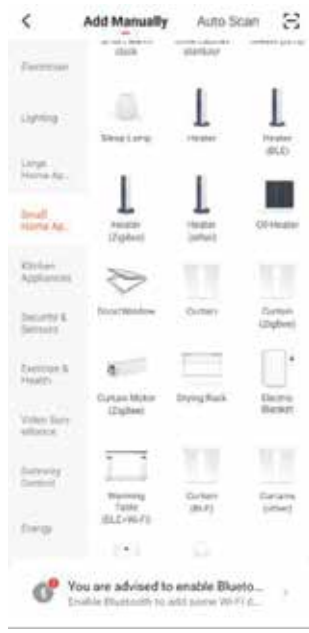 Add Manually
Auto Scan
clock
sterilizer
Electrician
Lighting
Sleep Lamp
Heater
Heater
(BLE)
Large
Home Ap...
Small
Home Ap...
Heater
(Zigbee)
Heater
(other)
Oil Heater
Kitchen
Appliances
Door/Window
Curtain
Curtain
(Zigbee)
Security &
Sensors
Exercise &
Health
Curtain Motor
(Zigbee)
Drying Rack
Electric
Blanket
Video Surv
eillance
Gateway
Control
Warming
Table
(BLE+Wi-Fi)
Curtain
(Wi-Fi)
Curtains
(other)
Energy
You are advised to enable Blueto...
Enable Bluetooth to add some Wi-Fi d...